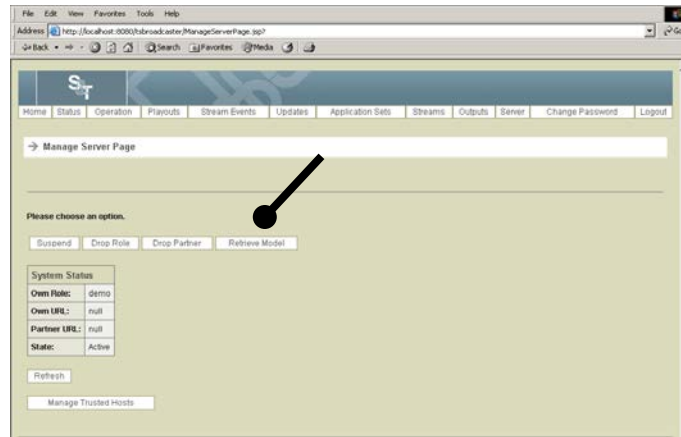 File Edit View Favorites Tools Help
Address http://localhost:8080/tsbroadcaster/ManageServerPage.jsp? Go
Back Search Favorites Media
ST
Home Status Operation Playouts Stream Events Updates Application Sets Streams Outputs Server Change Password Logout
→ Manage Server Page
Please choose an option.
Suspend Drop Role Drop Partner Retrieve Model
System Status
Own Role: demo
Own URL: null
Partner URL: null
State: Active
Refresh
Manage Trusted Hosts